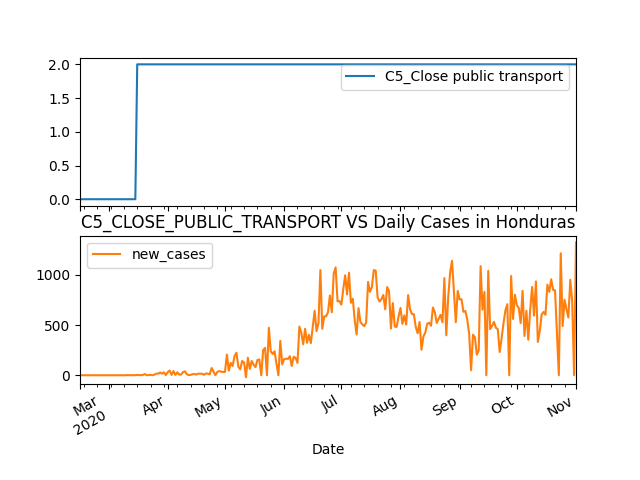 2.0
1.5
1.0
0.5
0.0
C5_Close public transport
C5_CLOSE_PUBLIC_TRANSPORT VS Daily Cases in Honduras
1000
500
0
new_cases
Mar
2020
Apr
May
Jun
Jul
Aug
Sep
Oct
Nov
Date